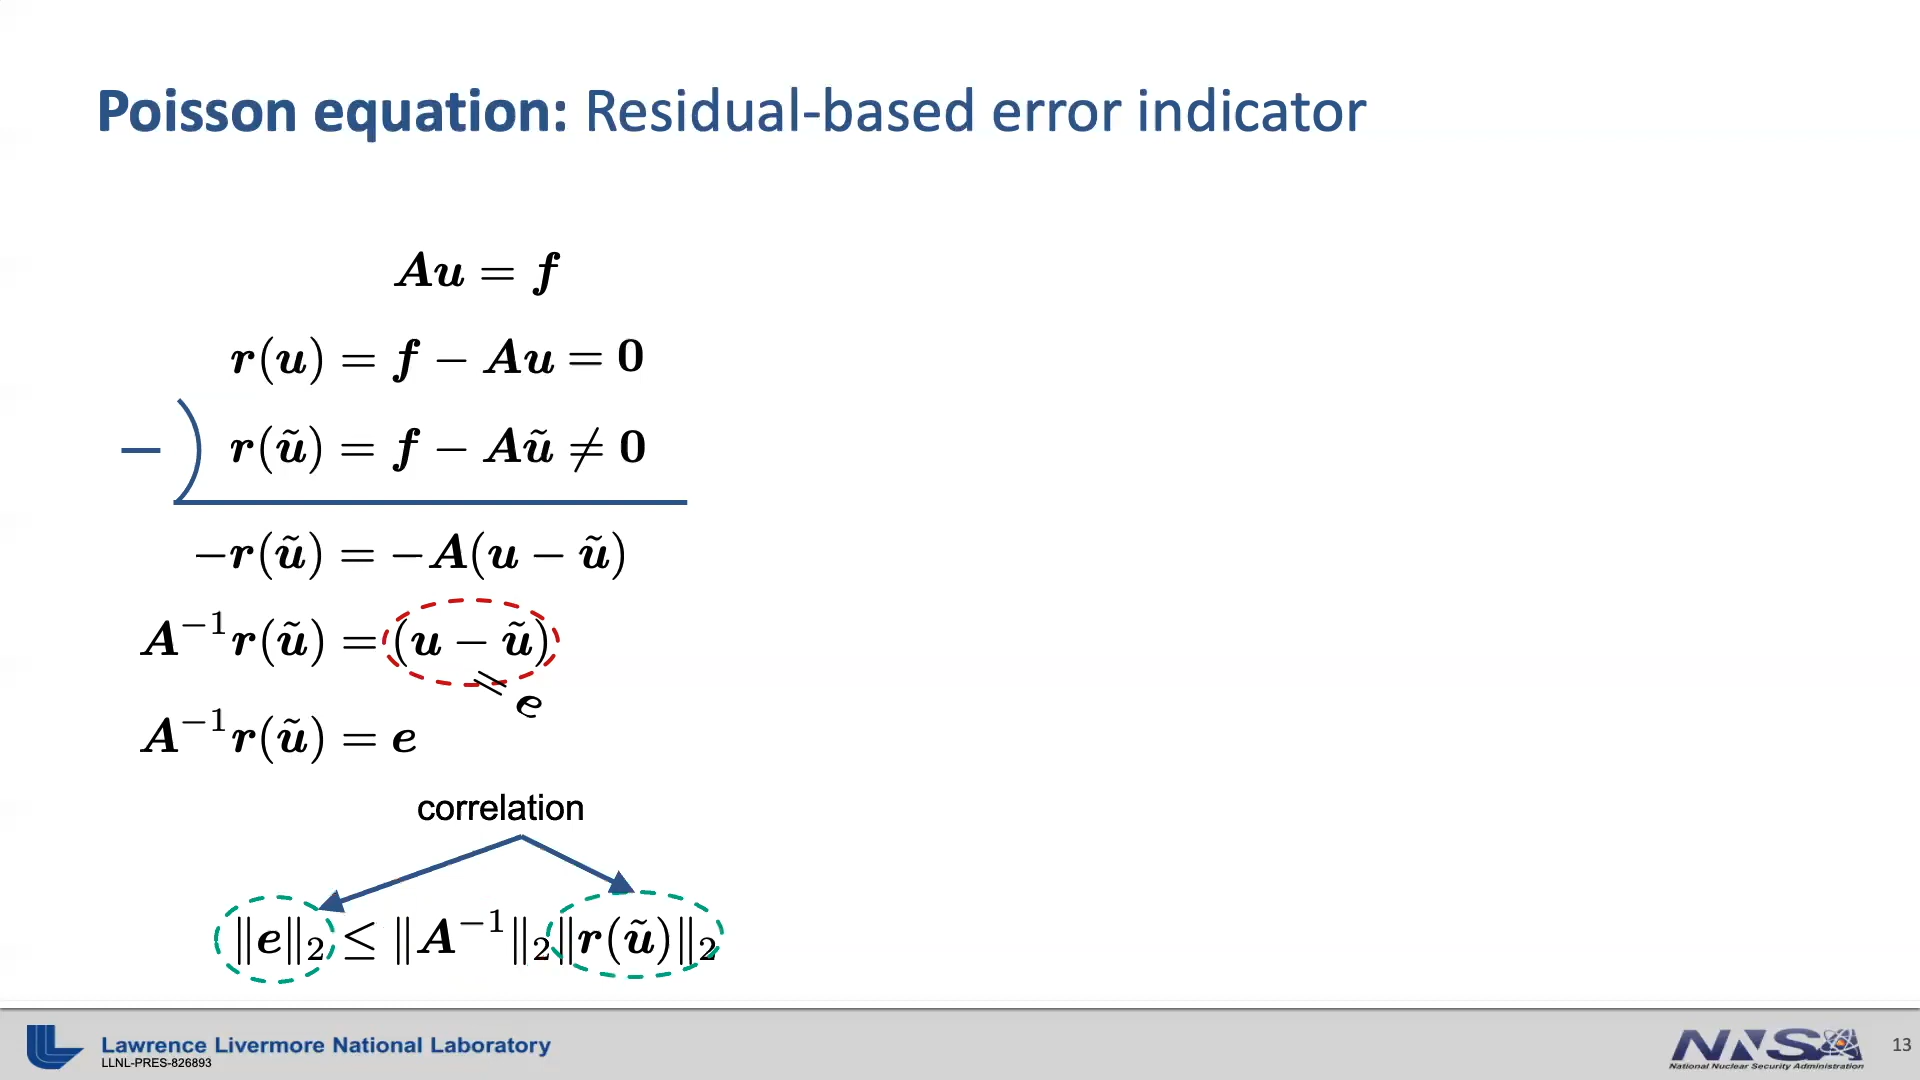 Poisson equation: Residual-based error indicator
Au = f
r(u) = f − Au = 0
− ) r(ũ) = f − Aũ ≠ 0
−r(ũ) = −A(u − ũ)
A⁻¹r(ũ) = (u − ũ)
= e
A⁻¹r(ũ) = e
correlation
‖e‖₂ ≤ ‖A⁻¹‖₂‖r(ũ)‖₂
Lawrence Livermore National Laboratory
LLNL-PRES-826893
NNSA
National Nuclear Security Administration
13